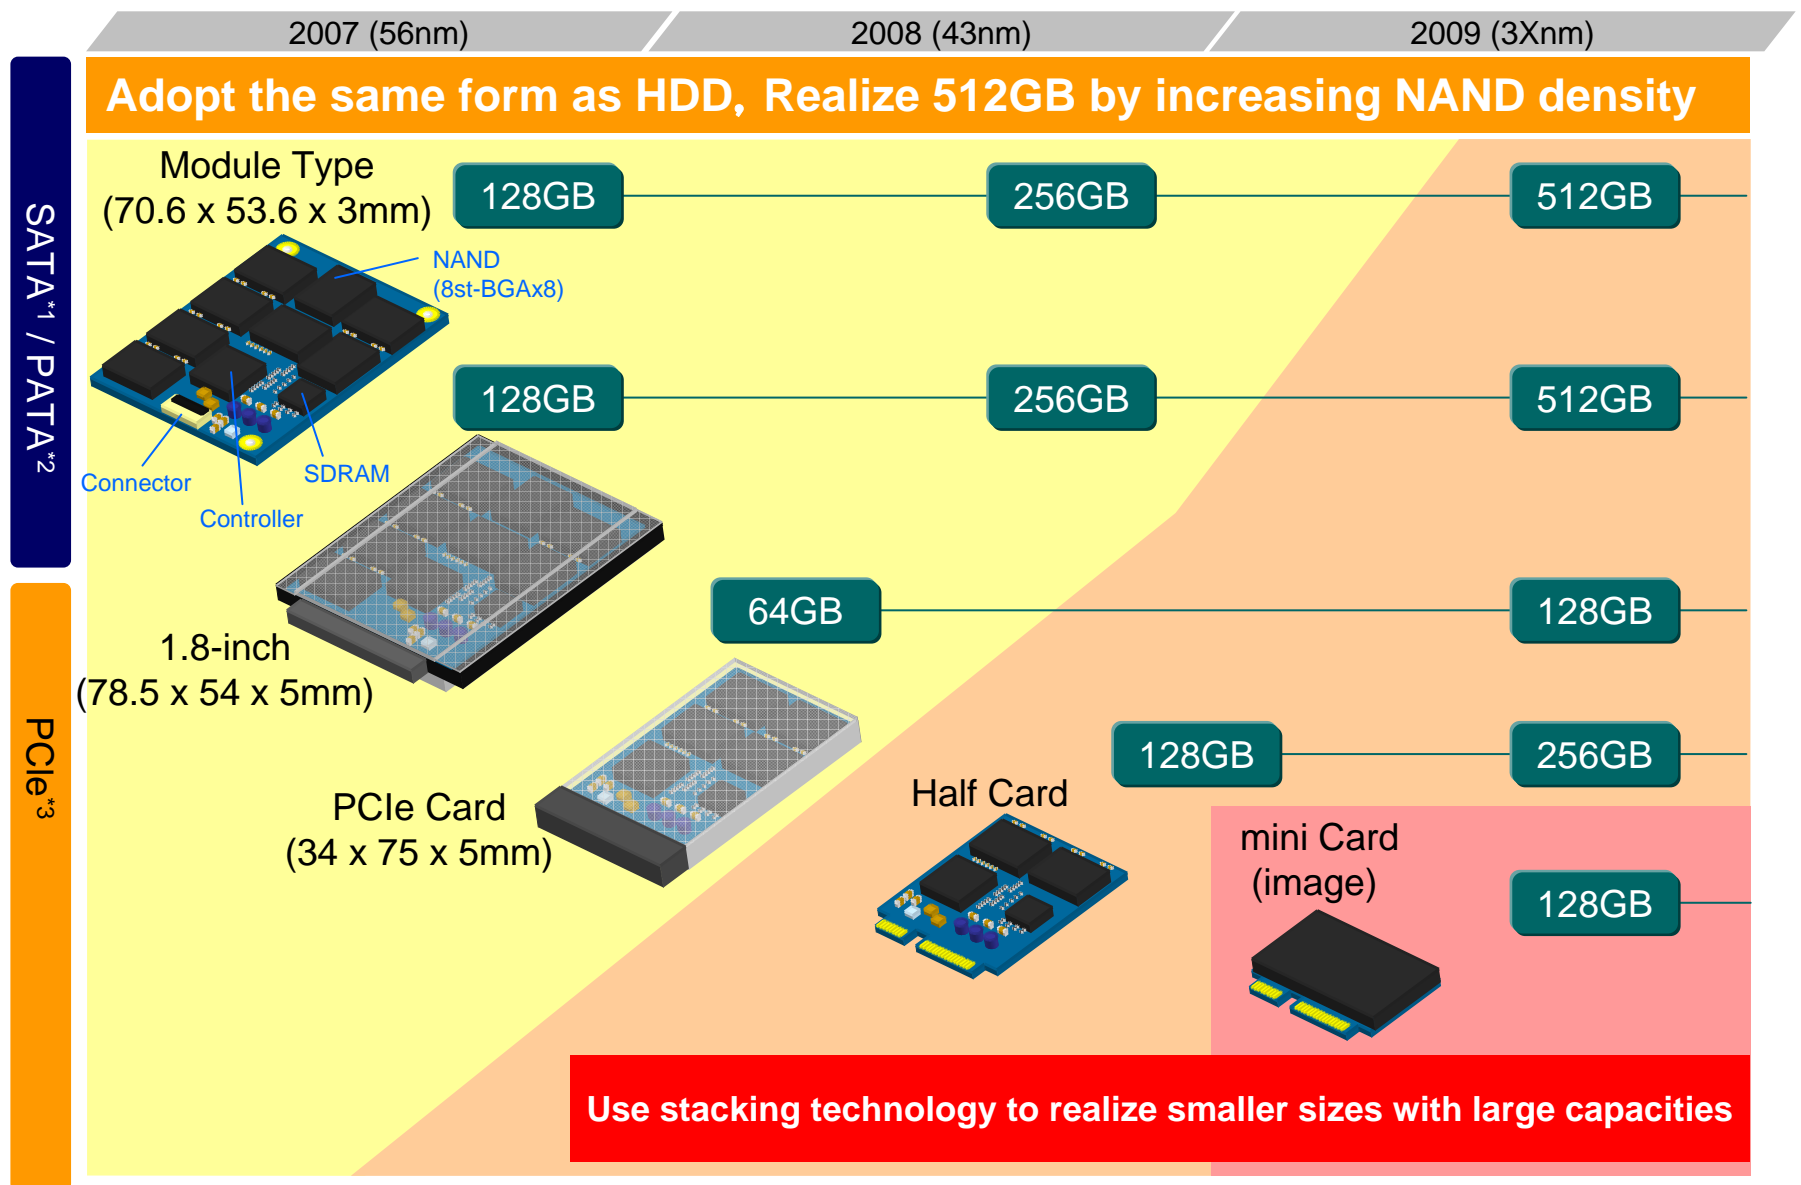 2007 (56nm)
2008 (43nm)
2009 (3Xnm)
Adopt the same form as HDD, Realize 512GB by increasing NAND density
SATA*1 / PATA*2
Module Type
(70.6 x 53.6 x 3mm)
128GB
256GB
512GB
NAND
(8st-BGAx8)
128GB
256GB
512GB
Connector
SDRAM
Controller
64GB
128GB
1.8-inch
(78.5 x 54 x 5mm)
PCIe*3
128GB
256GB
PCIe Card
(34 x 75 x 5mm)
Half Card
mini Card
(image)
128GB
Use stacking technology to realize smaller sizes with large capacities